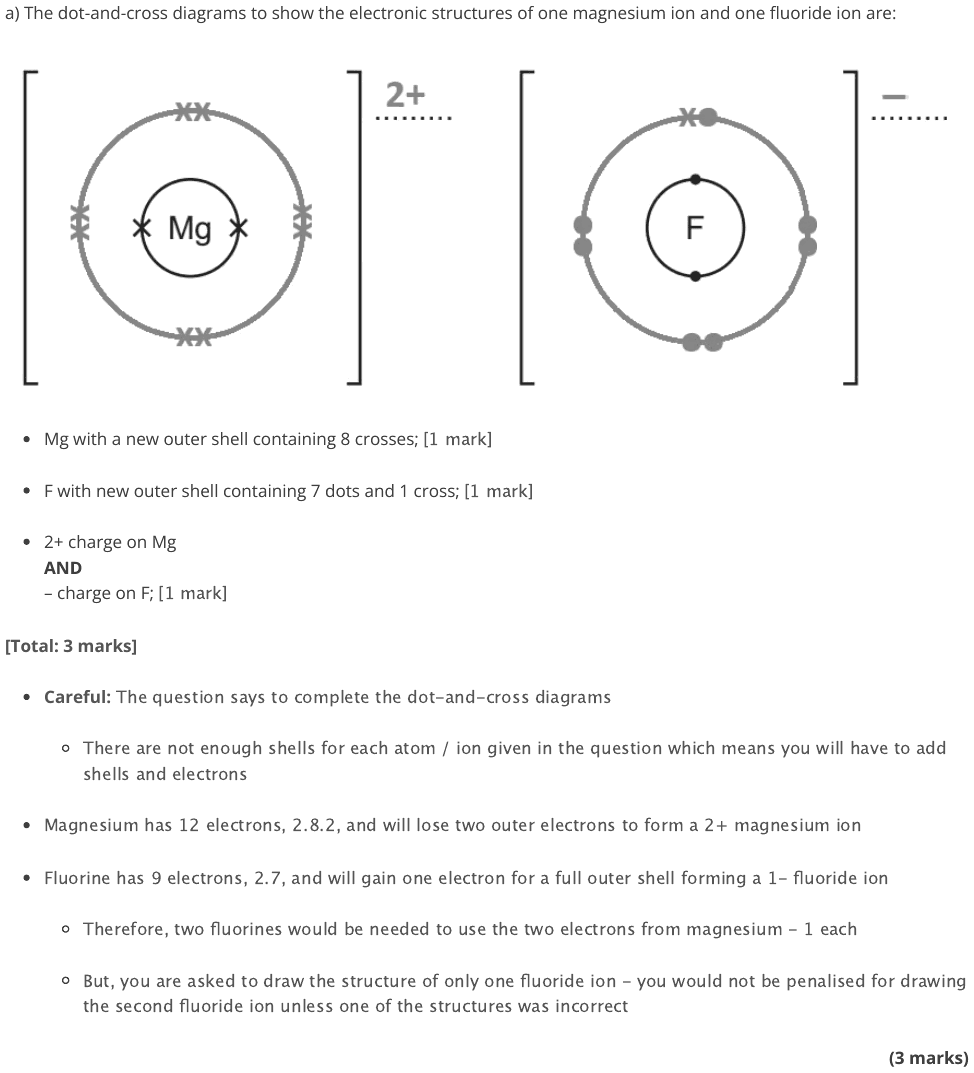 a) The dot-and-cross diagrams to show the electronic structures of one magnesium ion and one fluoride ion are:
2+
–
Mg
F
• Mg with a new outer shell containing 8 crosses; [1 mark]
• F with new outer shell containing 7 dots and 1 cross; [1 mark]
• 2+ charge on Mg
AND
– charge on F; [1 mark]
[Total: 3 marks]
• Careful: The question says to complete the dot-and-cross diagrams
○ There are not enough shells for each atom / ion given in the question which means you will have to add
shells and electrons
• Magnesium has 12 electrons, 2.8.2, and will lose two outer electrons to form a 2+ magnesium ion
• Fluorine has 9 electrons, 2.7, and will gain one electron for a full outer shell forming a 1– fluoride ion
○ Therefore, two fluorines would be needed to use the two electrons from magnesium – 1 each
○ But, you are asked to draw the structure of only one fluoride ion – you would not be penalised for drawing
the second fluoride ion unless one of the structures was incorrect
(3 marks)